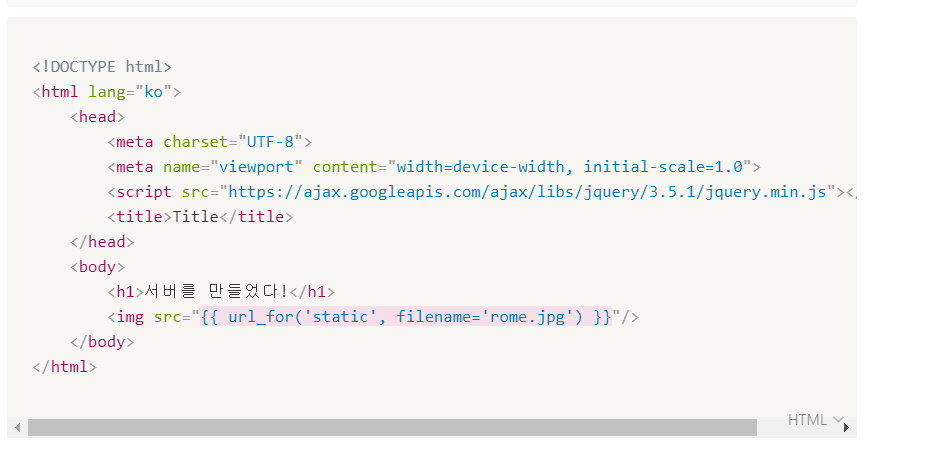 <!DOCTYPE html>
<html lang="ko">
<head>
<meta charset="UTF-8">
<meta name="viewport" content="width=device-width, initial-scale=1.0">
<script src="https://ajax.googleapis.com/ajax/libs/jquery/3.5.1/jquery.min.js"></
<title>Title</title>
</head>
<body>
<h1>서버를 만들었다!</h1>
<img src="{{ url_for('static', filename='rome.jpg') }}"/>
</body>
</html>
HTML